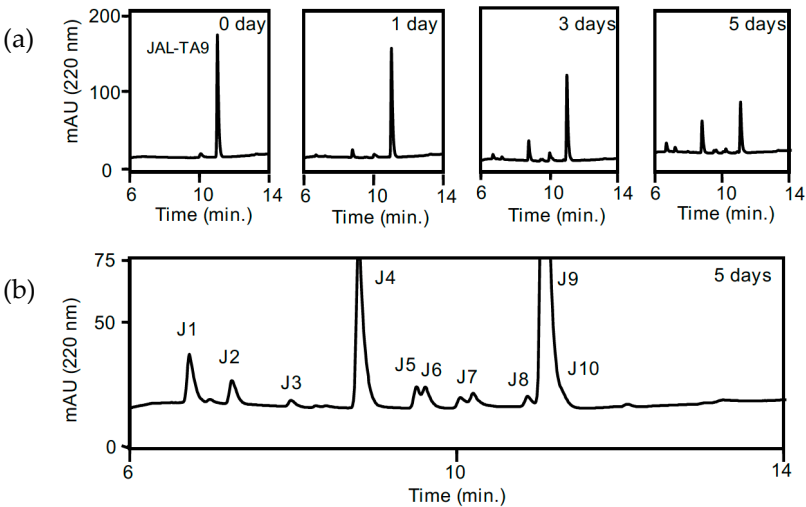 (a)
mAU (220 nm)
200
100
0
JAL-TA9
0 day
6 10 14
Time (min.)
1 day
6 10 14
Time (min.)
3 days
6 10 14
Time (min.)
5 days
6 10 14
Time (min.)
(b)
mAU (220 nm)
75
50
0
5 days
J1
J2
J3
J4
J5
J6
J7
J8
J9
J10
6 10 14
Time (min.)